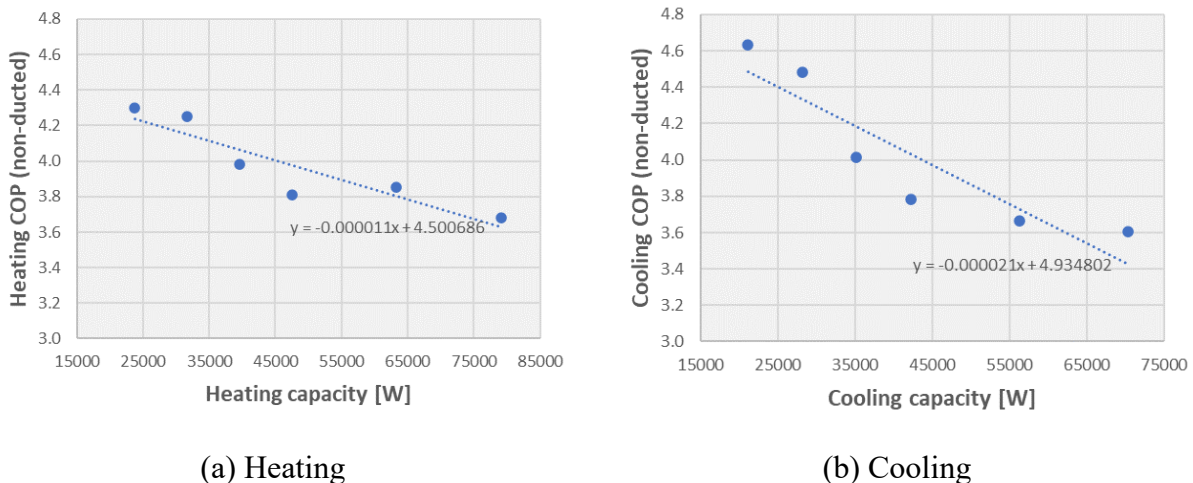 4.8
4.6
4.4
4.2
4.0
3.8
3.6
3.4
3.2
3.0
Heating COP (non-ducted)
y = -0.000011x + 4.500686
15000 25000 35000 45000 55000 65000 75000 85000
Heating capacity [W]
(a) Heating
4.8
4.6
4.4
4.2
4.0
3.8
3.6
3.4
3.2
3.0
Cooling COP (non-ducted)
y = -0.000021x + 4.934802
15000 25000 35000 45000 55000 65000 75000
Cooling capacity [W]
(b) Cooling